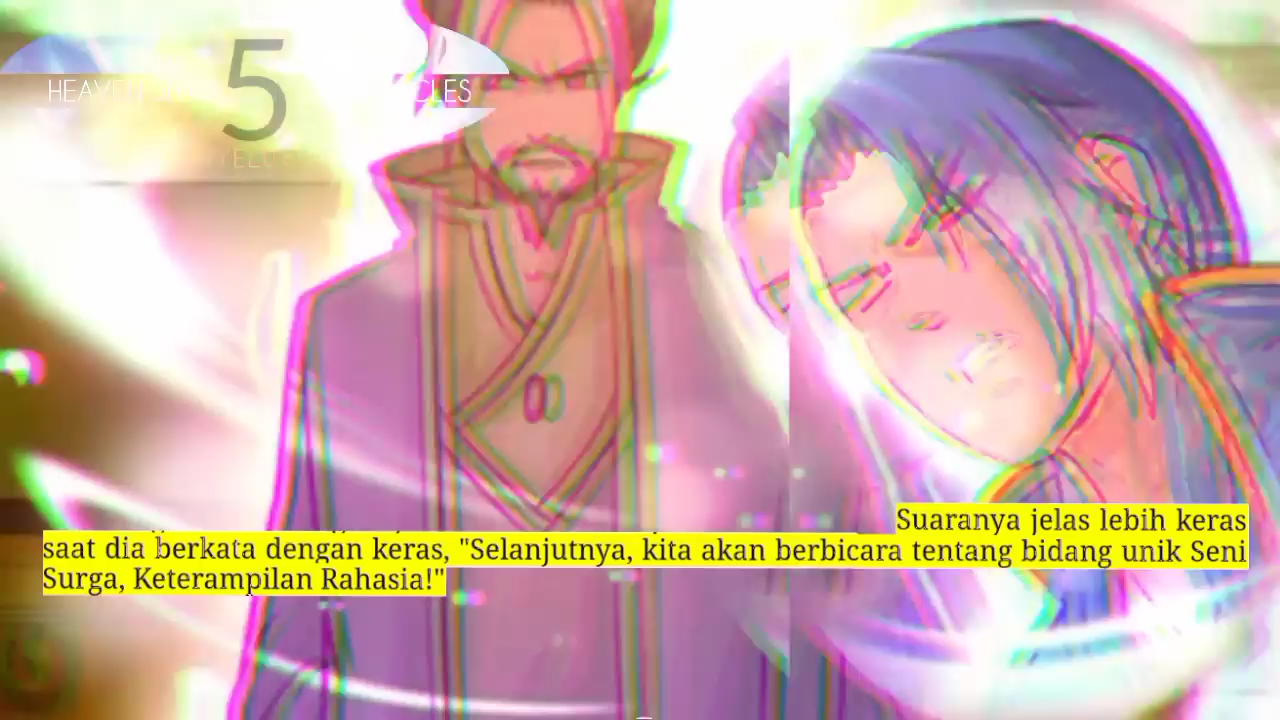 5
HEAVEN
CLES
Suaranya jelas lebih keras
saat dia berkata dengan keras, "Selanjutnya, kita akan berbicara tentang bidang unik Seni
Surga, Keterampilan Rahasia!"